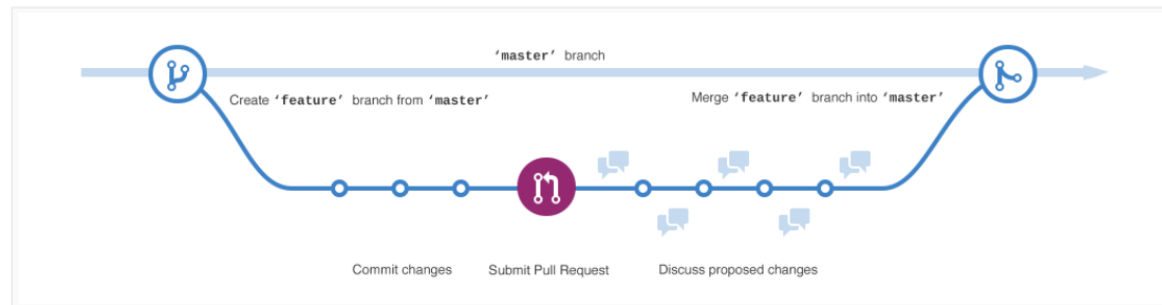 ‘master’ branch
Create ‘feature’ branch from ‘master’
Merge ‘feature’ branch into ‘master’
Commit changes
Submit Pull Request
Discuss proposed changes